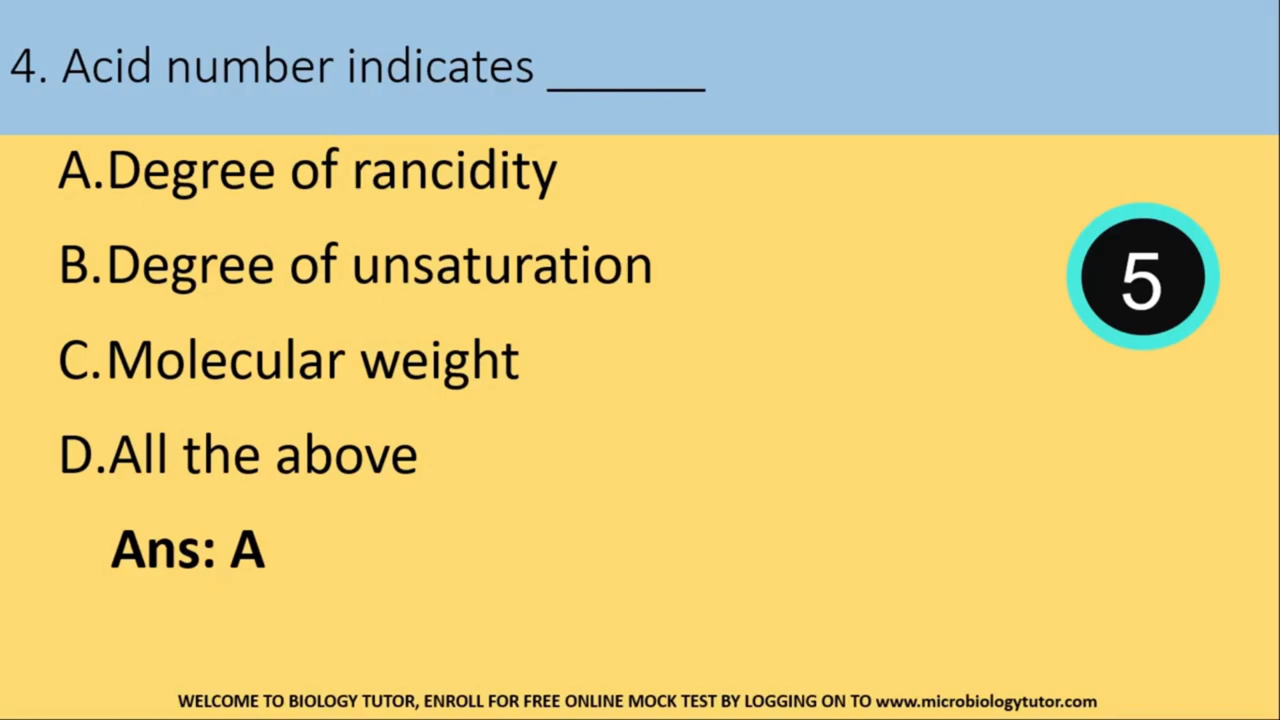 4. Acid number indicates ______
A.Degree of rancidity
B.Degree of unsaturation
5
C.Molecular weight
D.All the above
Ans: A
WELCOME TO BIOLOGY TUTOR, ENROLL FOR FREE ONLINE MOCK TEST BY LOGGING ON TO www.microbiologytutor.com